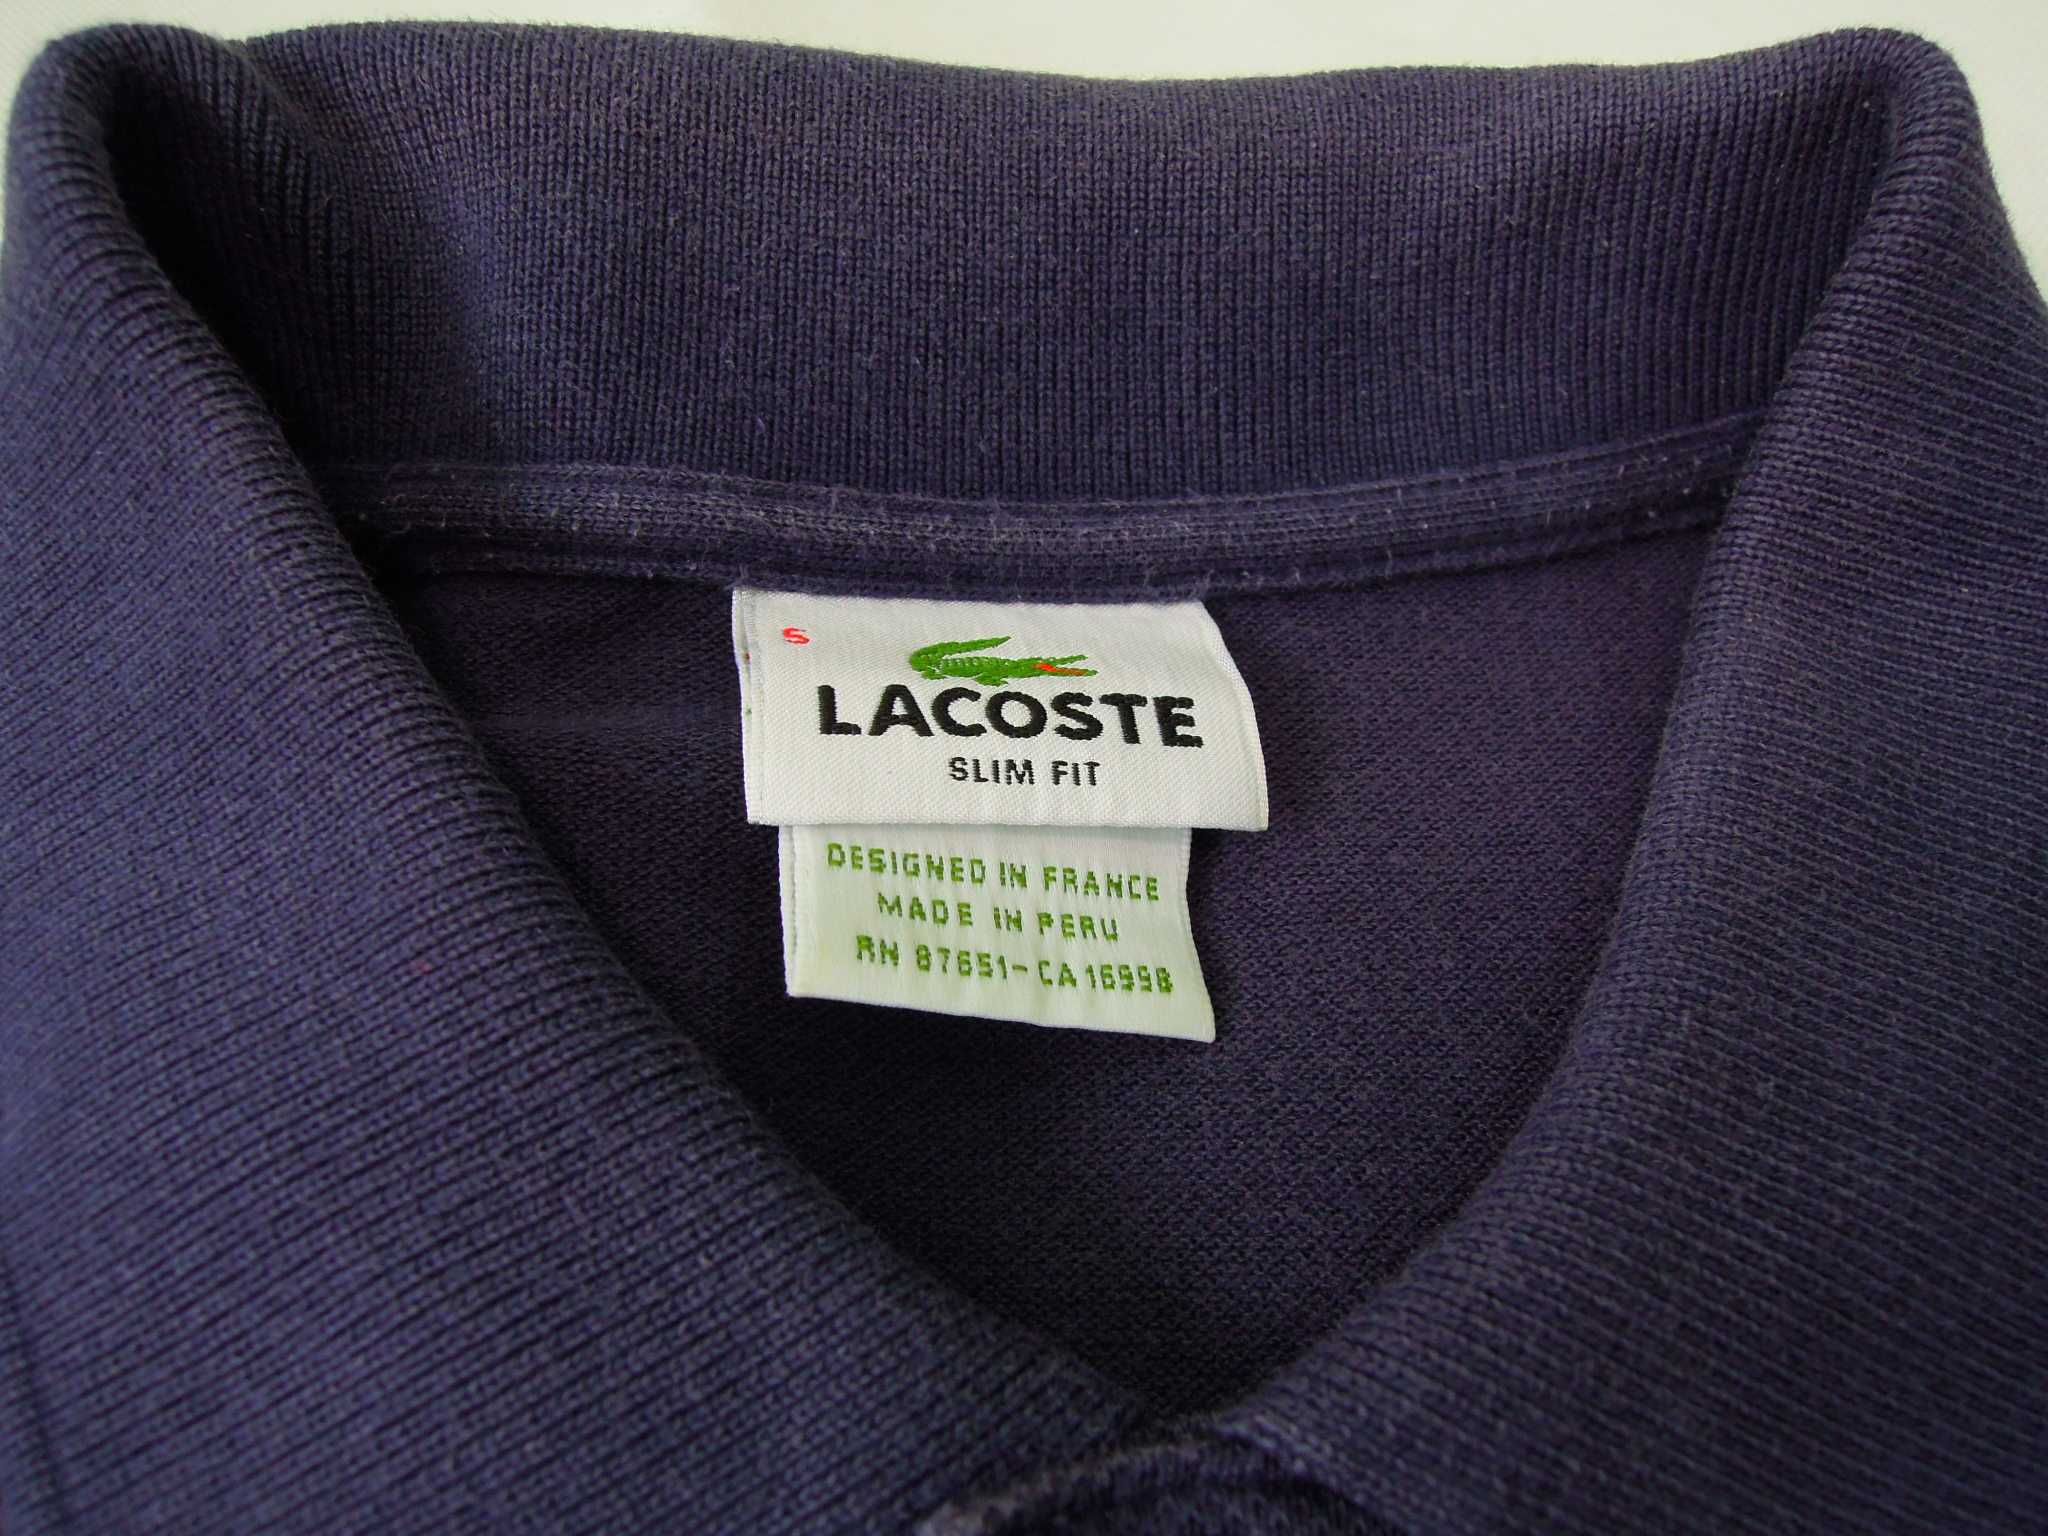 5
LACOSTE
SLIM FIT
DESIGNED IN FRANCE
MADE IN PERU
RN 87651-CA 16998